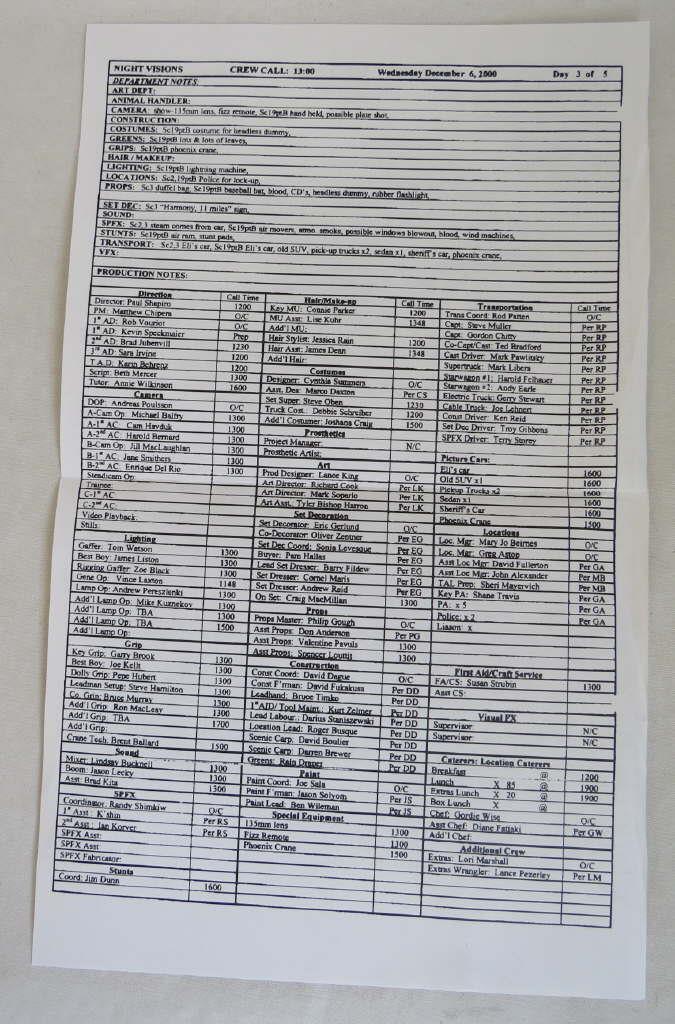 NIGHT VISIONS CREW CALL: 13:00 Wednesday December 6, 2000 Day 3 of 5
DEPARTMENT NOTES:
ART DEPT:
ANIMAL HANDLER:
CAMERA: show-135mm lens, fizz remote, Sc19ptB hand held, possible plate shot,
CONSTRUCTION:
COSTUMES: Sc19ptB costume for headless dummy,
GREENS: Sc19ptB lots & lots of leaves,
GRIPS: Sc19ptB phoenix crane,
HAIR / MAKEUP:
LIGHTING: Sc19ptB lightning machine,
LOCATIONS: Sc2,19ptB Police for lock-up,
PROPS: Sc3 duffel bag, Sc19ptB baseball bat, blood, CD's, headless dummy, rubber flashlight,
SET DEC: Sc3 "Harmony, 11 miles" sign,
SOUND:
SPFX: Sc2,3 steam comes from car, Sc19ptB air movers, atmo. smoke, possible windows blowout, blood, wind machines,
STUNTS: Sc19ptB air ram, stunt pads,
TRANSPORT: Sc2,3 Eli's car, Sc19ptB Eli's car, old SUV, pick-up trucks x2, sedan x1, sheriff's car, phoenix crane,
VFX:
PRODUCTION NOTES:
Direction Call Time
Director: Paul Shapiro 1200
PM: Matthew Chipera O/C
1st AD: Rob Vouriot O/C
1st AD: Kevin Speckmaier Prep
2nd AD: Brad Jubenvill 1230
3rd AD: Sara Irvine 1200
T.A.D. Karin Behrenz 1200
Script: Beth Mercer 1300
Tutor: Annie Wilkinson 1600
Camera
DOP: Andreas Poulsson O/C
A-Cam Op: Michael Balfry 1300
A-1st AC: Cam Hayduk 1300
A-2nd AC: Harold Bernard 1300
B-Cam Op: Jill MacLaughlan 1300
B-1st AC: Jane Smithers 1300
B-2nd AC: Enrique Del Rio 1300
Steadicam Op:
Trainee:
C-1st AC:
C-2nd AC:
Video Playback:
Stills:
Lighting
Gaffer: Tom Watson 1300
Best Boy: James Liston 1300
Rigging Gaffer: Zoe Black 1300
Gene Op: Vince Laxton 1148
Lamp Op: Andrew Pereszlenki 1300
Add'l Lamp Op: Mike Kuznekov 1300
Add'l Lamp Op: TBA 1300
Add'l Lamp Op: TBA 1500
Add'l Lamp Op:
Grip
Key Grip: Garry Brook 1300
Best Boy: Joe Kelit 1300
Dolly Grip: Pepe Hubert 1300
Leadman Setup: Steve Hamilton 1300
Co. Grip: Bruce Murray 1300
Add'l Grip: Ron MacLeay 1300
Add'l Grip: TBA 1700
Add'l Grip:
Crane Tech: Brent Ballard 1500
Sound
Mixer: Lindsay Bucknell 1300
Boom: Jason Lecky 1300
Asst: Brad Kita 1300
SPFX
Coordinator: Randy Shimkiw O/C
1st Asst: K'shin Per RS
2nd Asst: Ian Korver Per RS
SPFX Asst:
SPFX Asst:
SPFX Fabricator:
Stunts
Coord: Jim Dunn 1600
Hair/Make-up Call Time
Key MU: Connie Parker 1200
MU Asst: Lise Kuhr 1348
Add'l MU:
Hair Stylist: Jessica Rain 1200
Hair Asst: James Dean 1348
Add'l Hair:
Costumes
Designer: Cynthia Summers O/C
Asst. Des: Marco Daxton Per CS
Set Super: Steve Oben 1230
Truck Cost.: Debbie Schreiber 1200
Add'l Costumer: Joshana Craig 1500
Prosthetics
Project Manager: N/C
Prosthetic Artist:
Art
Prod Designer: Lance King O/C
Art Director: Richard Cook Per LK
Art Director: Mark Soparlo Per LK
Art Asst: Tyler Bishop Harron Per LK
Set Decoration
Set Decorator: Eric Gerlund O/C
Co-Decorator: Oliver Zentner Per EG
Set Dec Coord: Sonia Levesque Per EG
Buyer: Pam Hallas Per EG
Lead Set Dresser: Barry Fildew Per EG
Set Dresser: Cornel Maris Per EG
Set Dresser: Andrew Reid Per EG
On Set: Craig MacMillan 1300
Props
Props Master: Philip Gough O/C
Asst Props: Don Anderson Per PG
Asst Props: Valentine Pavuls 1300
Asst Props: Spencer Louttit 1300
Construction
Const Coord: David Dague O/C
Const F'rman: David Fukakusa Per DD
Leadhand: Bruce Timko Per DD
1st AID/ Tool Maint.: Kurt Zelmer Per DD
Lead Labour.: Darius Staniszewski Per DD
Location Lead: Roger Busque Per DD
Scenic Carp: David Boulier Per DD
Scenic Carp: Darren Brewer Per DD
Greens: Rain Drapes Per DD
Paint
Paint Coord: Joe Sala O/C
Paint F'rman: Jason Solyom Per JS
Paint Lead: Ben Wileman Per JS
Special Equipment
135mm lens 1300
Fizz Remote 1300
Phoenix Crane 1500
Transportation Call Time
Trans Coord: Rod Patten O/C
Capt: Steve Muller Per RP
Capt: Gordon Chitty Per RP
Co-Capt/Cast: Ted Bradford Per RP
Cast Driver: Mark Pawlinsky Per RP
Supertruck: Mark Libera Per RP
Starwagon #1: Harold Feilbauer Per RP
Starwagon #2: Andy Earle Per RP
Electric Truck: Gerry Stewart Per RP
Cable Truck: Joe Lehnert Per RP
Const Driver: Ken Reid Per RP
Set Dec Driver: Troy Gibbons Per RP
SPFX Driver: Terry Storey Per RP
Picture Cars:
Eli's car 1600
Old SUV x1 1600
Pickup Trucks x2 1600
Sedan x1 1600
Sheriff's Car 1600
Phoenix Crane 1500
Locations
Loc. Mgr: Mary Jo Beirnes O/C
Loc. Mgr: Greg Astop O/C
Asst Loc Mgr: David Fullerton Per GA
Asst Loc Mgr: John Alexander Per MB
TAL Prep: Sheri Mayervich Per MB
Key PA: Shane Travis Per GA
PA: x 5 Per GA
Police: x 2 Per GA
Liason: x
First Aid/Craft Service
FA/CS: Susan Strubin 1300
Asst CS:
Visual FX
Supervisor: N/C
Supervisor: N/C
Caterers: Location Caterers
Breakfast @ 1200
Lunch X 85 @ 1900
Extras Lunch X 20 @ 1900
Box Lunch X @
Chef: Gordie Wise O/C
Asst Chef: Diane Fatiaki Per GW
Add'l Chef:
Additional Crew
Extras: Lori Marshall O/C
Extras Wrangler: Lance Pezerley Per LM